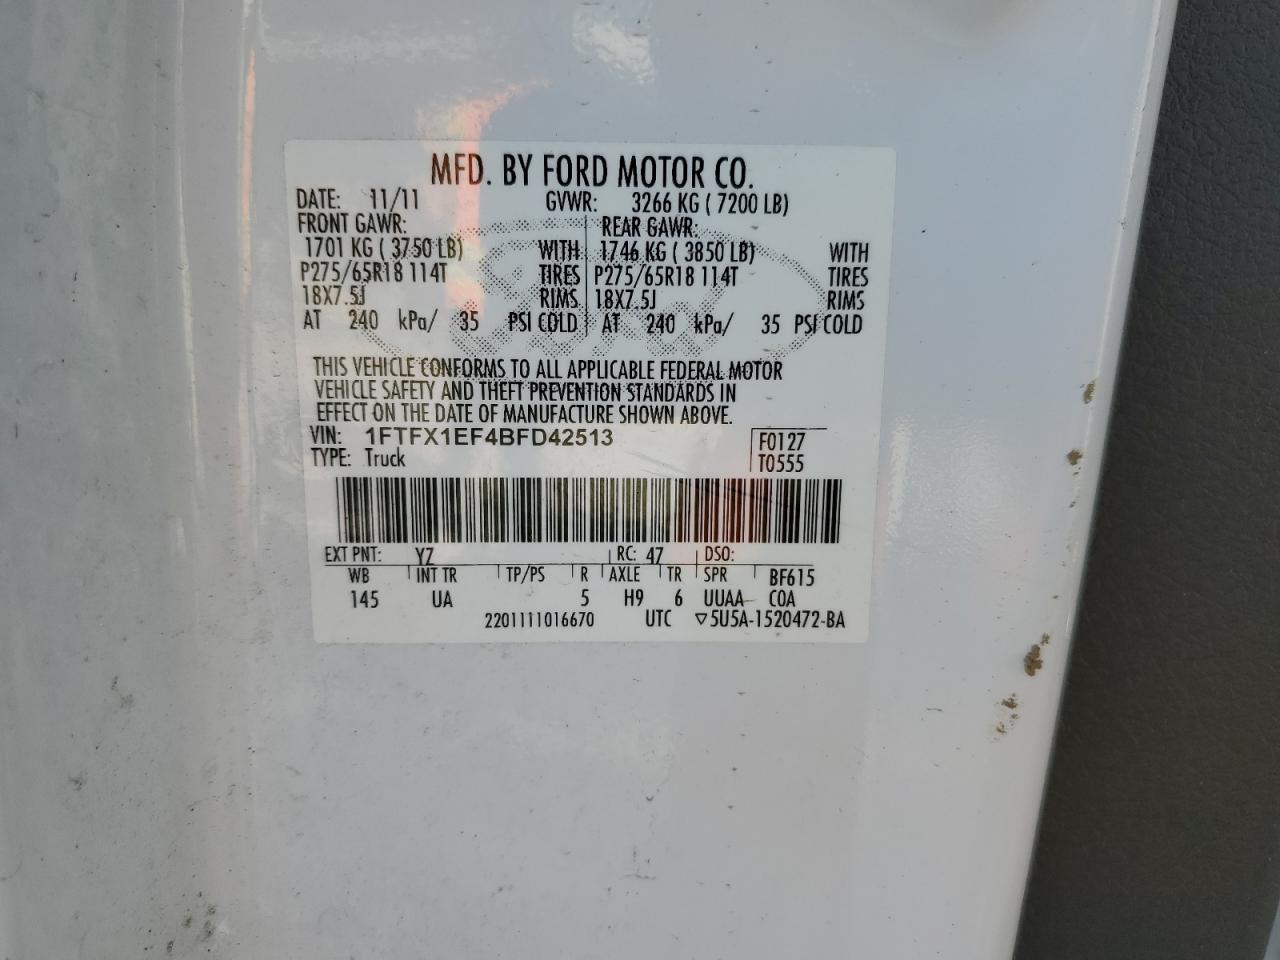 MFD. BY FORD MOTOR CO.
DATE: 11/11 GVWR: 3266 KG ( 7200 LB)
FRONT GAWR: REAR GAWR:
1701 KG ( 3750 LB) WITH 1746 KG ( 3850 LB) WITH
P275/65R18 114T TIRES P275/65R18 114T TIRES
18X7.5J RIMS 18X7.5J RIMS
AT 240 kPa/ 35 PSI COLD AT 240 kPa/ 35 PSI COLD
THIS VEHICLE CONFORMS TO ALL APPLICABLE FEDERAL MOTOR
VEHICLE SAFETY AND THEFT PREVENTION STANDARDS IN
EFFECT ON THE DATE OF MANUFACTURE SHOWN ABOVE.
VIN: 1FTFX1EF4BFD42513 F0127
TYPE: Truck T0555
EXT PNT: YZ RC: 47 DSO:
WB INT TR TP/PS R AXLE TR SPR BF615
145 UA 5 H9 6 UUAA COA
2201111016670 UTC ▽5U5A-1520472-BA